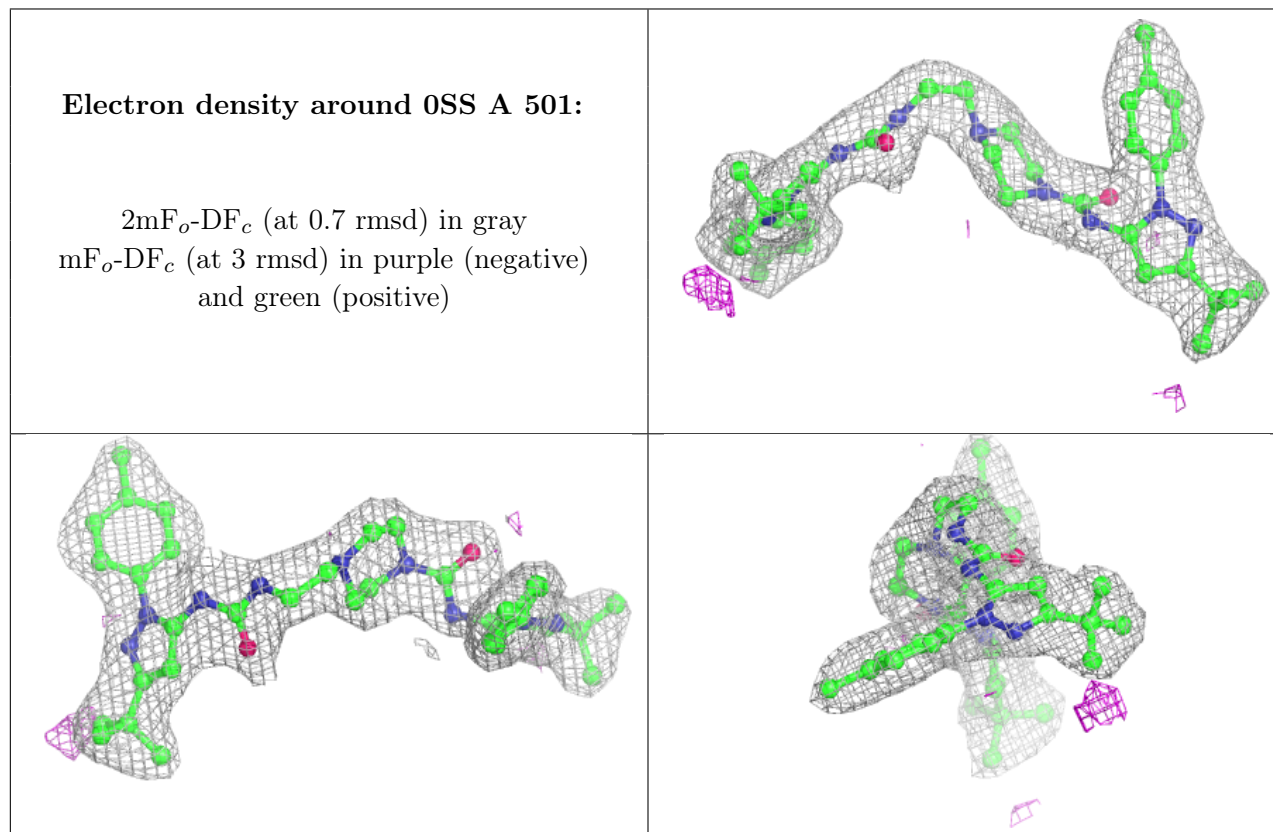 Electron density around 0SS A 501:
2mFo-DFc (at 0.7 rmsd) in gray
mFo-DFc (at 3 rmsd) in purple (negative)
and green (positive)